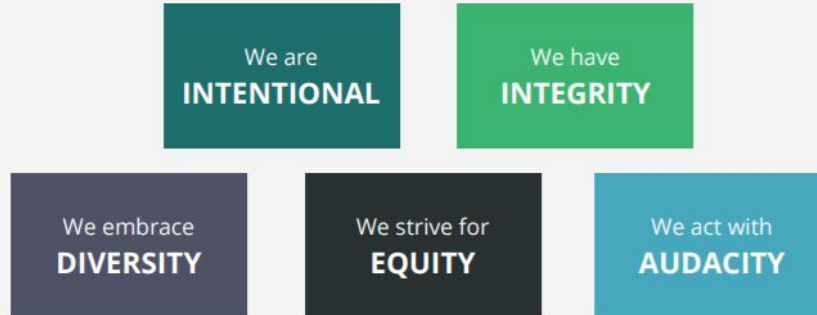 We are
INTENTIONAL
We have
INTEGRITY
We embrace
DIVERSITY
We strive for
EQUITY
We act with
AUDACITY